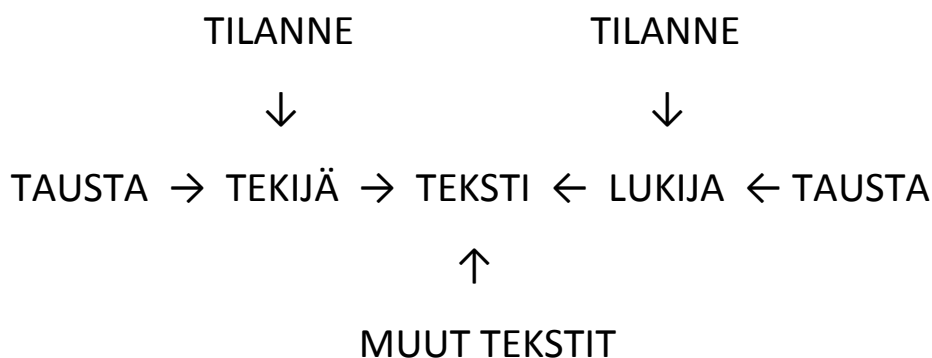 TILANNE TILANNE
↓ ↓
TAUSTA → TEKIJÄ → TEKSTI ← LUKIJA ← TAUSTA
↑
MUUT TEKSTIT